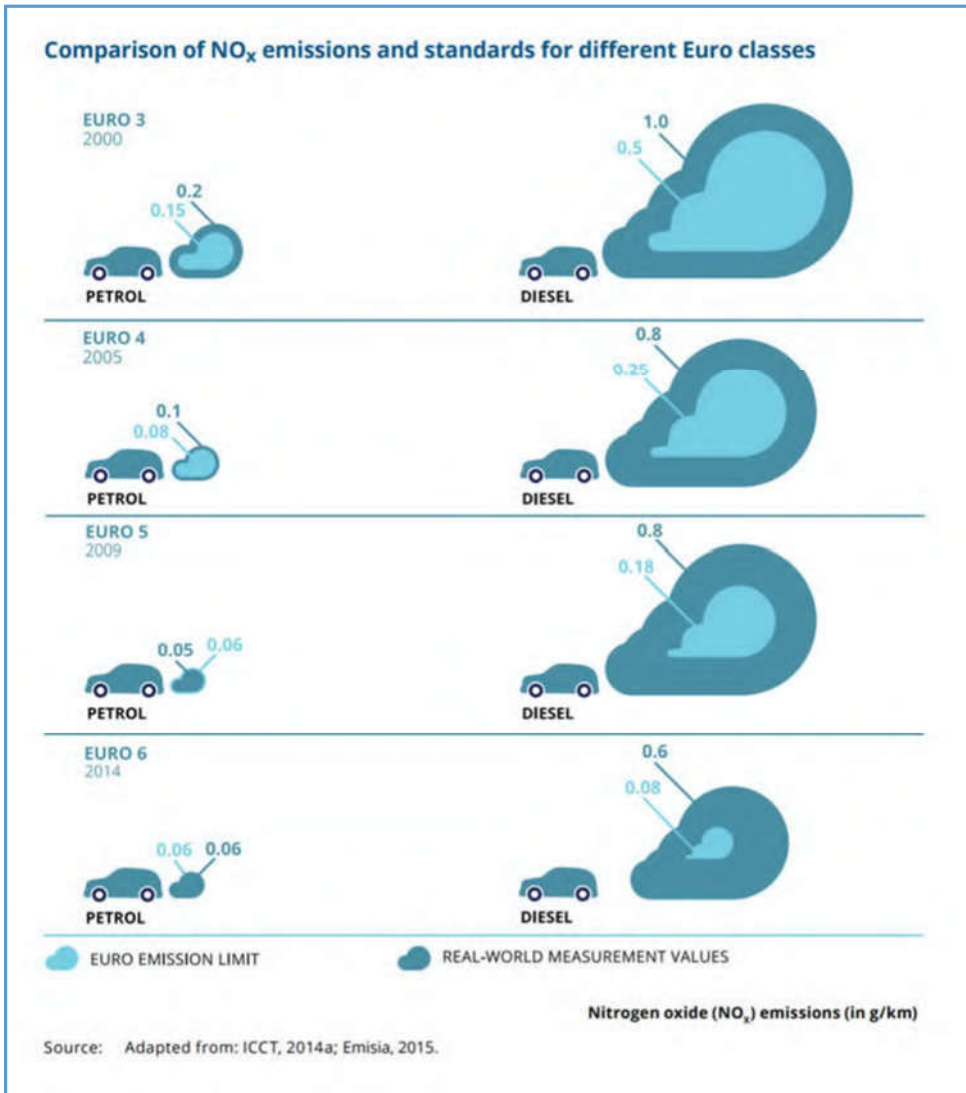 Comparison of NOx emissions and standards for different Euro classes
EURO 3
2000
0.2
0.15
PETROL
1.0
0.5
DIESEL
EURO 4
2005
0.1
0.08
PETROL
0.8
0.25
DIESEL
EURO 5
2009
0.05 0.06
PETROL
0.8
0.18
DIESEL
EURO 6
2014
0.06 0.06
PETROL
0.6
0.08
DIESEL
EURO EMISSION LIMIT
REAL-WORLD MEASUREMENT VALUES
Nitrogen oxide (NOx) emissions (in g/km)
Source: Adapted from: ICCT, 2014a; Emisia, 2015.